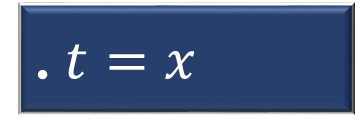 . t = x